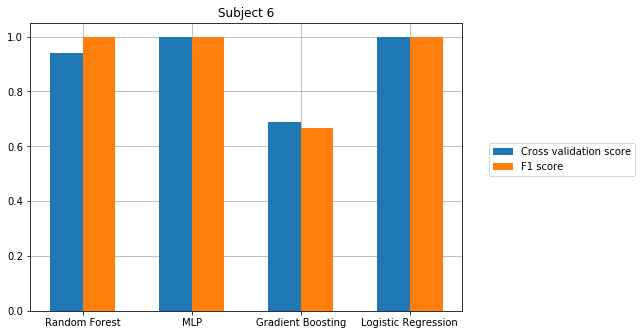 Subject 6
1.0
0.8
0.6
0.4
0.2
0.0
Random Forest
MLP
Gradient Boosting
Logistic Regression
Cross validation score
F1 score